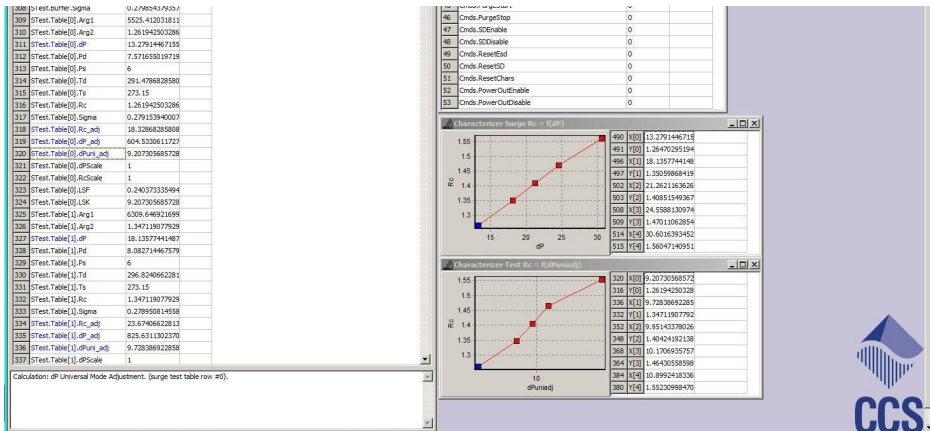 308 STest.Buffer.Sigma 0.279854379357
309 STest.Table[0].Arg1 5525.412031811
310 STest.Table[0].Arg2 1.261942503286
311 STest.Table[0].dP 13.27914467155
312 STest.Table[0].Pd 7.571655019719
313 STest.Table[0].Ps 6
314 STest.Table[0].Td 291.4786828580
315 STest.Table[0].Ts 273.15
316 STest.Table[0].Rc 1.261942503286
317 STest.Table[0].Sigma 0.279153940007
318 STest.Table[0].Rc_adj 18.32868285808
319 STest.Table[0].dP_adj 604.5330611727
320 STest.Table[0].dPuni_adj 9.207305685728
321 STest.Table[0].dPScale 1
322 STest.Table[0].RcScale 1
323 STest.Table[0].LSF 0.240373335494
324 STest.Table[0].LSK 9.207305685728
325 STest.Table[1].Arg1 6309.646921699
326 STest.Table[1].Arg2 1.347119077929
327 STest.Table[1].dP 18.13577441487
328 STest.Table[1].Pd 8.082714467579
329 STest.Table[1].Ps 6
330 STest.Table[1].Td 296.8240662281
331 STest.Table[1].Ts 273.15
332 STest.Table[1].Rc 1.347119077929
333 STest.Table[1].Sigma 0.278950814558
334 STest.Table[1].Rc_adj 23.67406622813
335 STest.Table[1].dP_adj 825.6311302370
336 STest.Table[1].dPuni_adj 9.728386922858
337 STest.Table[1].dPScale 1
Calculation: dP Universal Mode Adjustment. (surge test table row #0).
46 Cmds.PurgeStop 0
47 Cmds.SDEnable 0
48 Cmds.SDDisable 0
49 Cmds.ResetEsd 0
50 Cmds.ResetSD 0
51 Cmds.ResetChars 0
52 Cmds.PowerOutEnable 0
53 Cmds.PowerOutDisable 0
Characterizer Surge Rc = f(dP)
1.55
1.5
1.45
1.4
1.35
1.3
Rc
15 20 25 30
dP
490 X[0] 13.2791446715
491 Y[0] 1.26470295194
496 X[1] 18.1357744148
497 Y[1] 1.35059868419
502 X[2] 21.2621163626
503 Y[2] 1.40851549367
508 X[3] 24.5588130974
509 Y[3] 1.47011062854
514 X[4] 30.6016393452
515 Y[4] 1.56047140951
Characterizer Test Rc = f(dPuniadj)
1.55
1.5
1.45
1.4
1.35
1.3
Rc
10
dPuniadj
320 X[0] 9.20730568572
316 Y[0] 1.26194250328
336 X[1] 9.72838692285
332 Y[1] 1.34711907792
352 X[2] 9.95143378026
348 Y[2] 1.40424192138
368 X[3] 10.1706935757
364 Y[3] 1.46430558598
384 X[4] 10.8992418336
380 Y[4] 1.55230998470
CCS